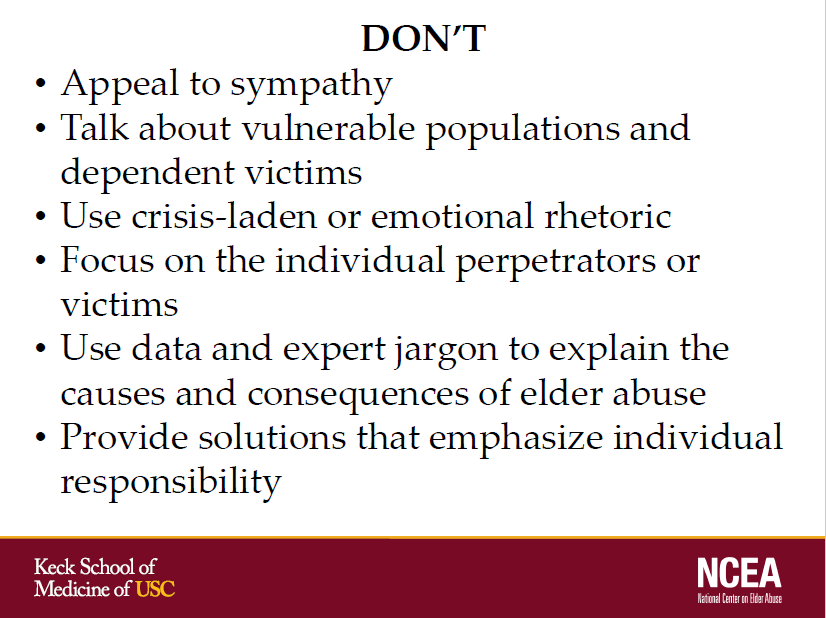 DON’T
• Appeal to sympathy
• Talk about vulnerable populations and
dependent victims
• Use crisis-laden or emotional rhetoric
• Focus on the individual perpetrators or
victims
• Use data and expert jargon to explain the
causes and consequences of elder abuse
• Provide solutions that emphasize individual
responsibility
Keck School of
Medicine of USC
NCEA
National Center on Elder Abuse